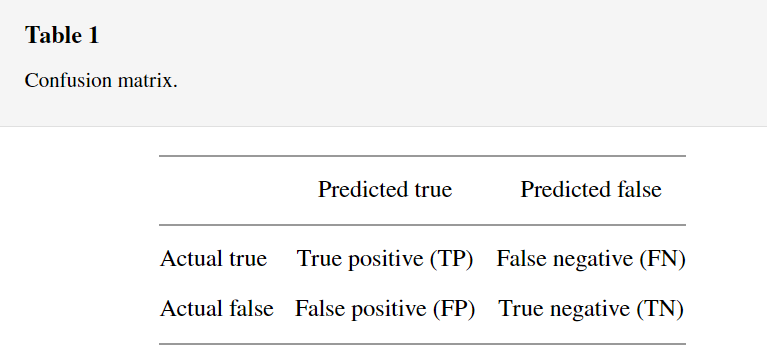 Table 1
Confusion matrix.
Predicted true Predicted false
Actual true True positive (TP) False negative (FN)
Actual false False positive (FP) True negative (TN)